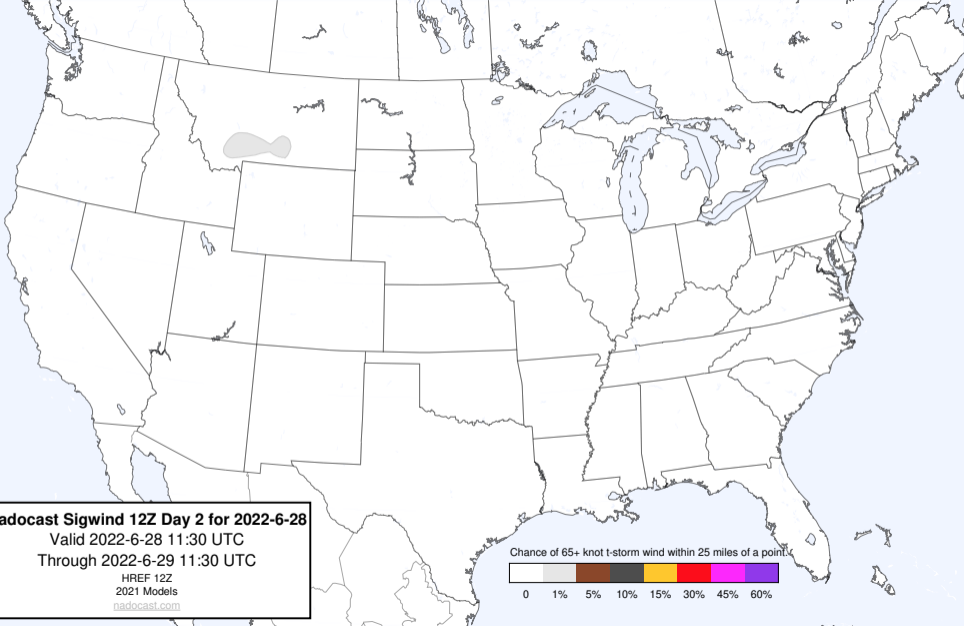 adocast Sigwind 12Z Day 2 for 2022-6-28
Valid 2022-6-28 11:30 UTC
Through 2022-6-29 11:30 UTC
HREF 12Z
2021 Models
nadocast.com
Chance of 65+ knot t-storm wind within 25 miles of a point.
0 1% 5% 10% 15% 30% 45% 60%